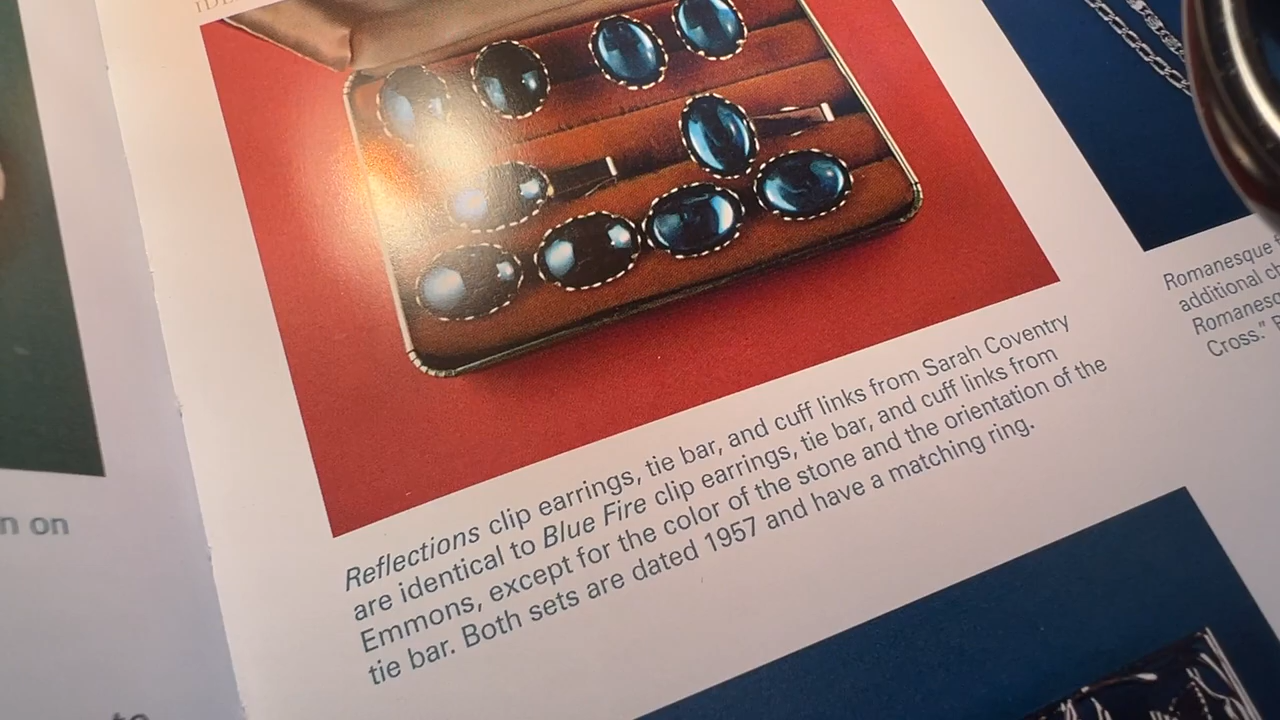 n on
Reflections clip earrings, tie bar, and cuff links from Sarah Coventry
are identical to Blue Fire clip earrings, tie bar, and cuff links from
Emmons, except for the color of the stone and the orientation of the
tie bar. Both sets are dated 1957 and have a matching ring.
Romanesque
additional
Cross."